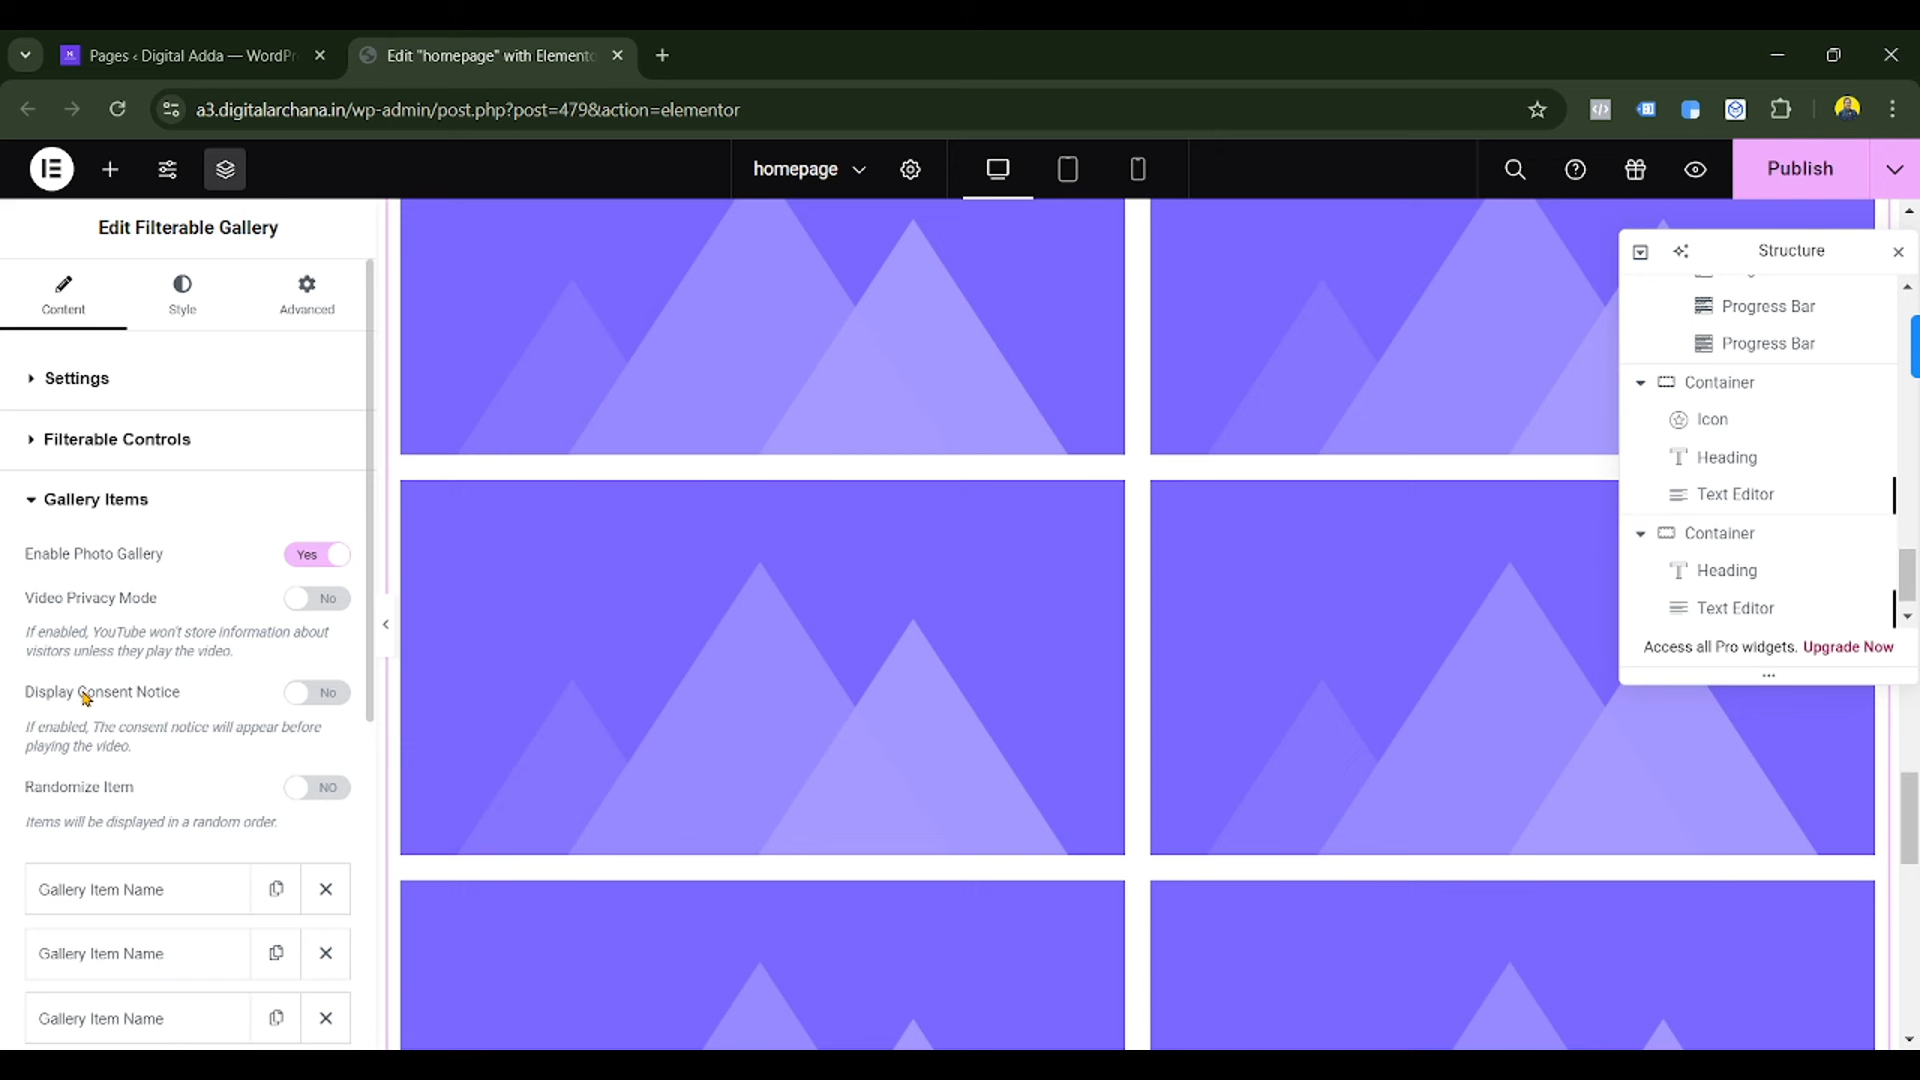 Pages ‹ Digital Adda — WordPr
Edit "homepage" with Elemento
a3.digitalarchana.in/wp-admin/post.php?post=479&action=elementor
homepage
Publish
Edit Filterable Gallery
Content
Style
Advanced
Settings
Filterable Controls
Gallery Items
Enable Photo Gallery
Yes
Video Privacy Mode
No
If enabled, YouTube won't store information about
visitors unless they play the video.
Display Consent Notice
No
If enabled, The consent notice will appear before
playing the video.
Randomize Item
NO
Items will be displayed in a random order.
Gallery Item Name
Gallery Item Name
Gallery Item Name
Structure
Progress Bar
Progress Bar
Container
Icon
Heading
Text Editor
Container
Heading
Text Editor
Access all Pro widgets. Upgrade Now